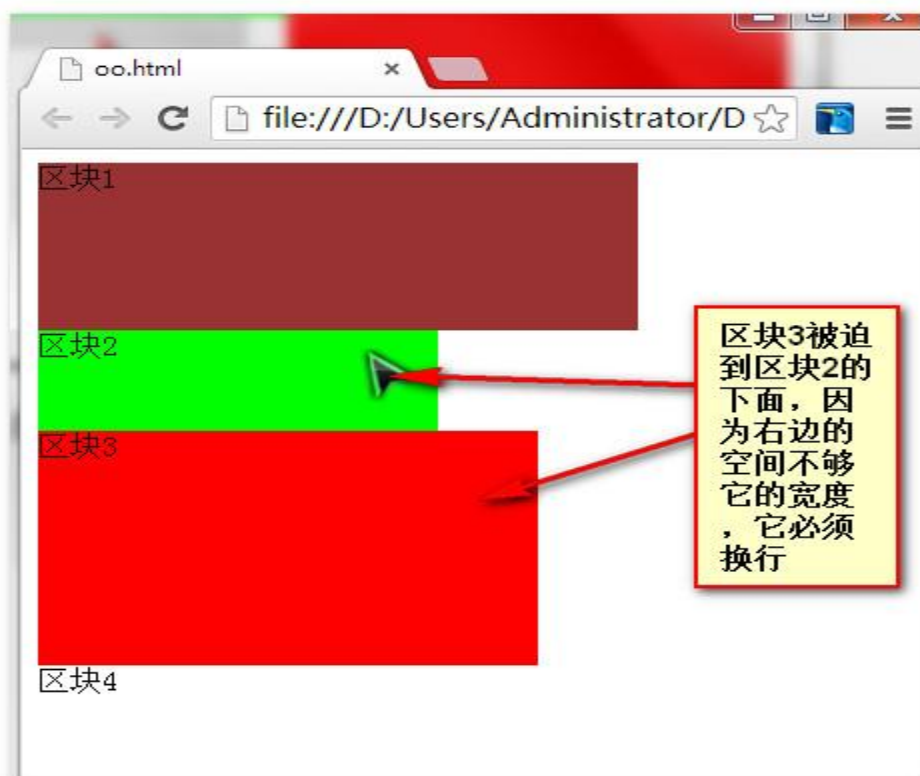 oo.html
file:///D:/Users/Administrator/D
区块1
区块2
区块3
区块4
区块3被迫
到区块2的
下面，因
为右边的
空间不够
它的宽度
，它必须
换行